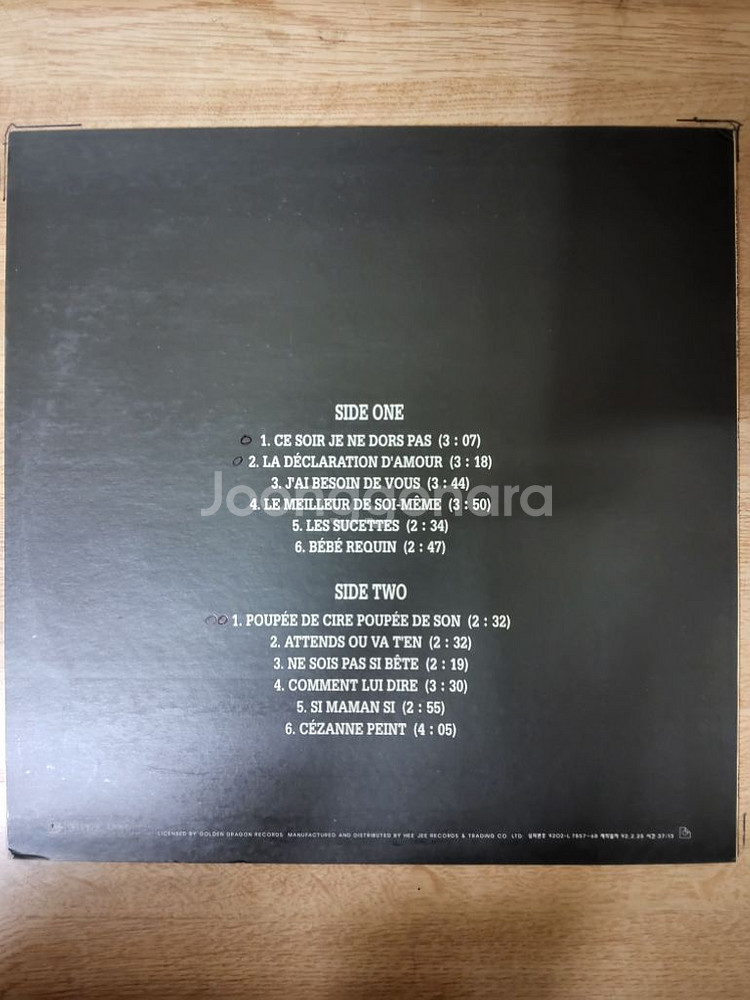 SIDE ONE
1. CE SOIR JE NE DORS PAS (3 : 07)
2. LA DÉCLARATION D'AMOUR (3 : 18)
3. J'AI BESOIN DE VOUS (3 : 44)
4. LE MEILLEUR DE SOI-MÊME (3 : 50)
Joonggonara
5. LES SUCETTES (2 : 34)
6. BÉBÉ REQUIN (2 : 47)
SIDE TWO
1. POUPÉE DE CIRE POUPÉE DE SON (2 : 32)
2. ATTENDS OU VA T'EN (2 : 32)
3. NE SOIS PAS SI BÊTE (2 : 19)
4. COMMENT LUI DIRE (3 : 30)
5. SI MAMAN SI (2 : 55)
6. CÉZANNE PEINT (4 : 05)
LICENSED BY GOLDEN DRAGON RECORDS. MANUFACTURED AND DISTRIBUTED BY HEE JEE RECORDS & TRADING CO. LTD.